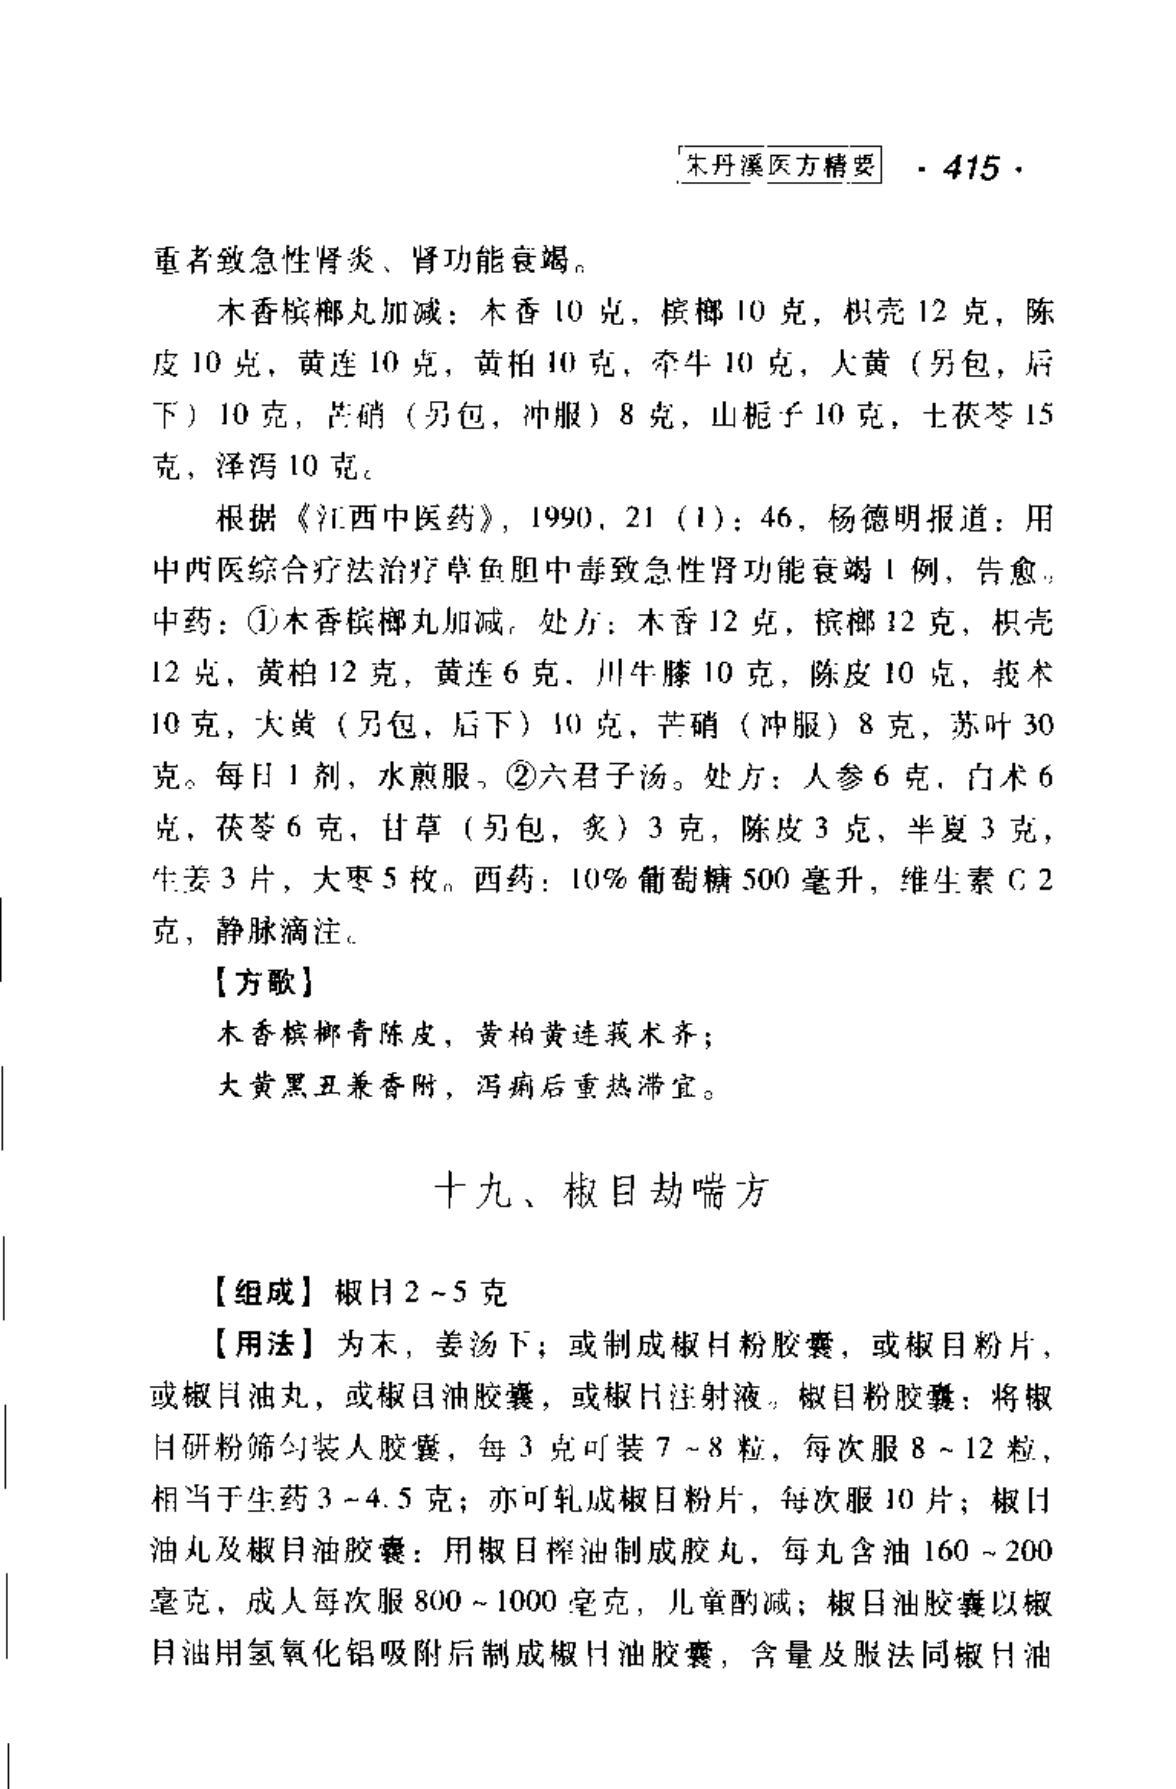 朱丹溪医方精要 · 415 ·
重者致急性肾炎、肾功能衰竭。
木香槟榔丸加减：木香 10 克，槟榔 10 克，枳壳 12 克，陈
皮 10 克，黄连 10 克，黄柏 10 克，牵牛 10 克，大黄（另包，后
下）10 克，芒硝（另包，冲服）8 克，山栀子 10 克，土茯苓 15
克，泽泻 10 克。
根据《江西中医药》，1990，21（1）：46，杨德明报道：用
中西医综合疗法治疗草鱼胆中毒致急性肾功能衰竭 1 例，告愈。
中药：①木香槟榔丸加减。处方：木香 12 克，槟榔 12 克，枳壳
12 克，黄柏 12 克，黄连 6 克，川牛膝 10 克，陈皮 10 克，莪术
10 克，大黄（另包，后下）10 克，芒硝（冲服）8 克，苏叶 30
克。每日 1 剂，水煎服。②六君子汤。处方：人参 6 克，白术 6
克，茯苓 6 克，甘草（另包，炙）3 克，陈皮 3 克，半夏 3 克，
生姜 3 片，大枣 5 枚。西药：10% 葡萄糖 500 毫升，维生素 C 2
克，静脉滴注。
【方歌】
木香槟榔青陈皮，黄柏黄连莪术齐；
大黄黑丑兼香附，泻痢后重热滞宜。
十九、椒目劫喘方
【组成】椒目 2～5 克
【用法】为末，姜汤下；或制成椒目粉胶囊，或椒目粉片，
或椒目油丸，或椒目油胶囊，或椒目注射液。椒目粉胶囊：将椒
目研粉筛匀装人胶囊，每 3 克可装 7～8 粒，每次服 8～12 粒，
相当于生药 3～4.5 克；亦可轧成椒目粉片，每次服 10 片；椒目
油丸及椒目油胶囊：用椒目榨油制成胶丸，每丸含油 160～200
毫克，成人每次服 800～1000 毫克，儿童酌减；椒目油胶囊以椒
目油用氢氧化铝吸附后制成椒目油胶囊，含量及服法同椒目油